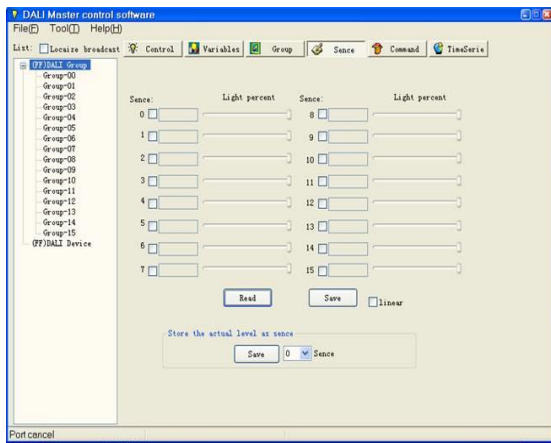 DALI Master control software
File(F) Tool(T) Help(H)
List: Locaize broadcast Control Variables Group Sence Command TimeSerie
(FF)DALI Group
Group-00
Group-01
Group-02
Group-03
Group-04
Group-05
Group-06
Group-07
Group-08
Group-09
Group-10
Group-11
Group-12
Group-13
Group-14
Group-15
(FF)DALI Device
Sence: Light percent Sence: Light percent
0 8
1 9
2 10
3 11
4 12
5 13
6 14
7 15
Read Save linear
Store the actual level as sence
Save 0 Sence
Port cancel